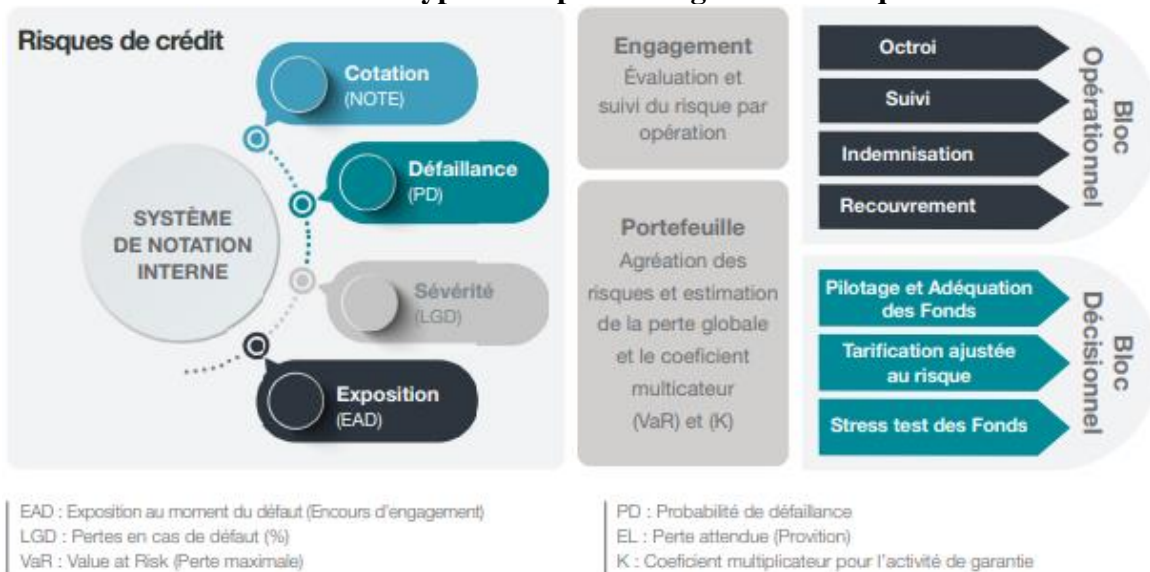 Risques de crédit
Cotation
(NOTE)
Défaillance
(PD)
SYSTÈME
DE NOTATION
INTERNE
Sévérité
(LGD)
Exposition
(EAD)
Engagement
Évaluation et
suivi du risque par
opération
Portefeuille
Agréation des
risques et estimation
de la perte globale
et le coeficient
multicateur
(VaR) et (K)
Octroi
Suivi
Indemnisation
Recouvrement
Bloc
Opérationnel
Pilotage et Adéquation
des Fonds
Tarification ajustée
au risque
Stress test des Fonds
Bloc
Décisionnel
EAD : Exposition au moment du défaut (Encours d'engagement)
LGD : Pertes en cas de défaut (%)
VaR : Value at Risk (Perte maximale)
PD : Probabilité de défaillance
EL : Perte attendue (Provition)
K : Coeficient multiplicateur pour l'activité de garantie